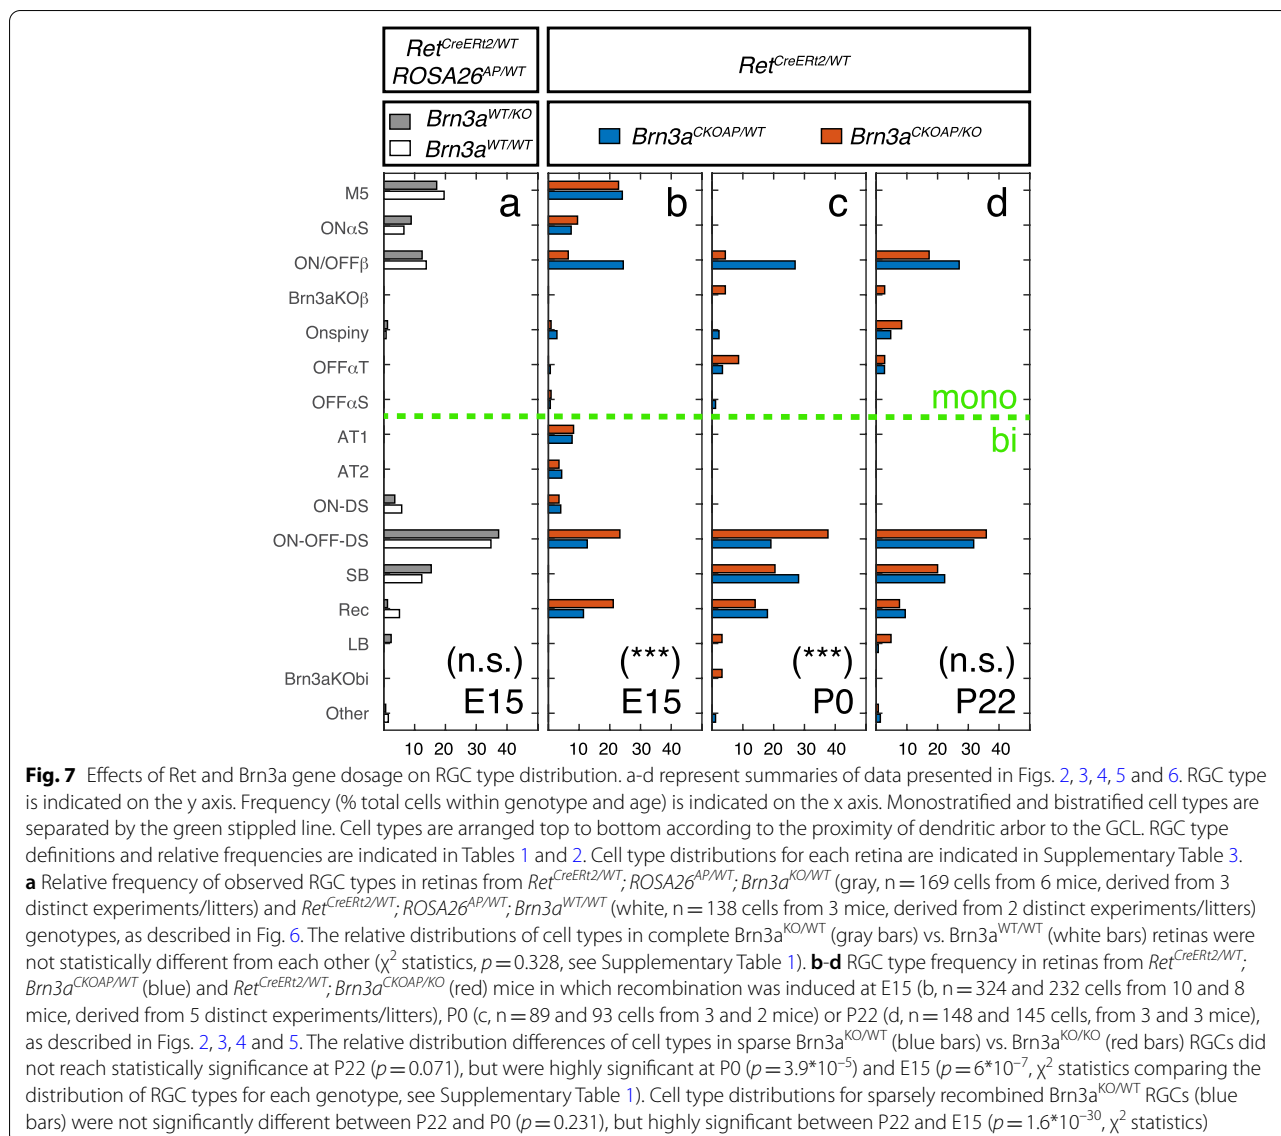 Ret^CreERt2/WT
ROSA26^AP/WT
Ret^CreERt2/WT
Brn3a^WT/KO
Brn3a^WT/WT
Brn3a^CKOAP/WT
Brn3a^CKOAP/KO
a
b
c
d
M5
ONαS
ON/OFFβ
Brn3aKOβ
Onspiny
OFFαT
OFFαS
mono
bi
AT1
AT2
ON-DS
ON-OFF-DS
SB
Rec
LB
Brn3aKObi
Other
(n.s.)
E15
(***)
E15
(***)
P0
(n.s.)
P22
10 20 30 40
10 20 30 40
10 20 30 40
10 20 30 40
Fig. 7 Effects of Ret and Brn3a gene dosage on RGC type distribution. a-d represent summaries of data presented in Figs. 2, 3, 4, 5 and 6. RGC type
is indicated on the y axis. Frequency (% total cells within genotype and age) is indicated on the x axis. Monostratified and bistratified cell types are
separated by the green stippled line. Cell types are arranged top to bottom according to the proximity of dendritic arbor to the GCL. RGC type
definitions and relative frequencies are indicated in Tables 1 and 2. Cell type distributions for each retina are indicated in Supplementary Table 3.
a Relative frequency of observed RGC types in retinas from Ret^CreERt2/WT; ROSA26^AP/WT; Brn3a^KO/WT (gray, n = 169 cells from 6 mice, derived from 3
distinct experiments/litters) and Ret^CreERt2/WT; ROSA26^AP/WT; Brn3a^WT/WT (white, n = 138 cells from 3 mice, derived from 2 distinct experiments/litters)
genotypes, as described in Fig. 6. The relative distributions of cell types in complete Brn3a^KO/WT (gray bars) vs. Brn3a^WT/WT (white bars) retinas were
not statistically different from each other (χ² statistics, p = 0.328, see Supplementary Table 1). b-d RGC type frequency in retinas from Ret^CreERt2/WT;
Brn3a^CKOAP/WT (blue) and Ret^CreERt2/WT; Brn3a^CKOAP/KO (red) mice in which recombination was induced at E15 (b, n = 324 and 232 cells from 10 and 8
mice, derived from 5 distinct experiments/litters), P0 (c, n = 89 and 93 cells from 3 and 2 mice) or P22 (d, n = 148 and 145 cells, from 3 and 3 mice),
as described in Figs. 2, 3, 4 and 5. The relative distribution differences of cell types in sparse Brn3a^KO/WT (blue bars) vs. Brn3a^KO/KO (red bars) RGCs did
not reach statistically significance at P22 (p = 0.071), but were highly significant at P0 (p = 3.9*10⁻⁵) and E15 (p = 6*10⁻⁷, χ² statistics comparing the
distribution of RGC types for each genotype, see Supplementary Table 1). Cell type distributions for sparsely recombined Brn3a^KO/WT RGCs (blue
bars) were not significantly different between P22 and P0 (p = 0.231), but highly significant between P22 and E15 (p = 1.6*10⁻³⁰, χ² statistics)